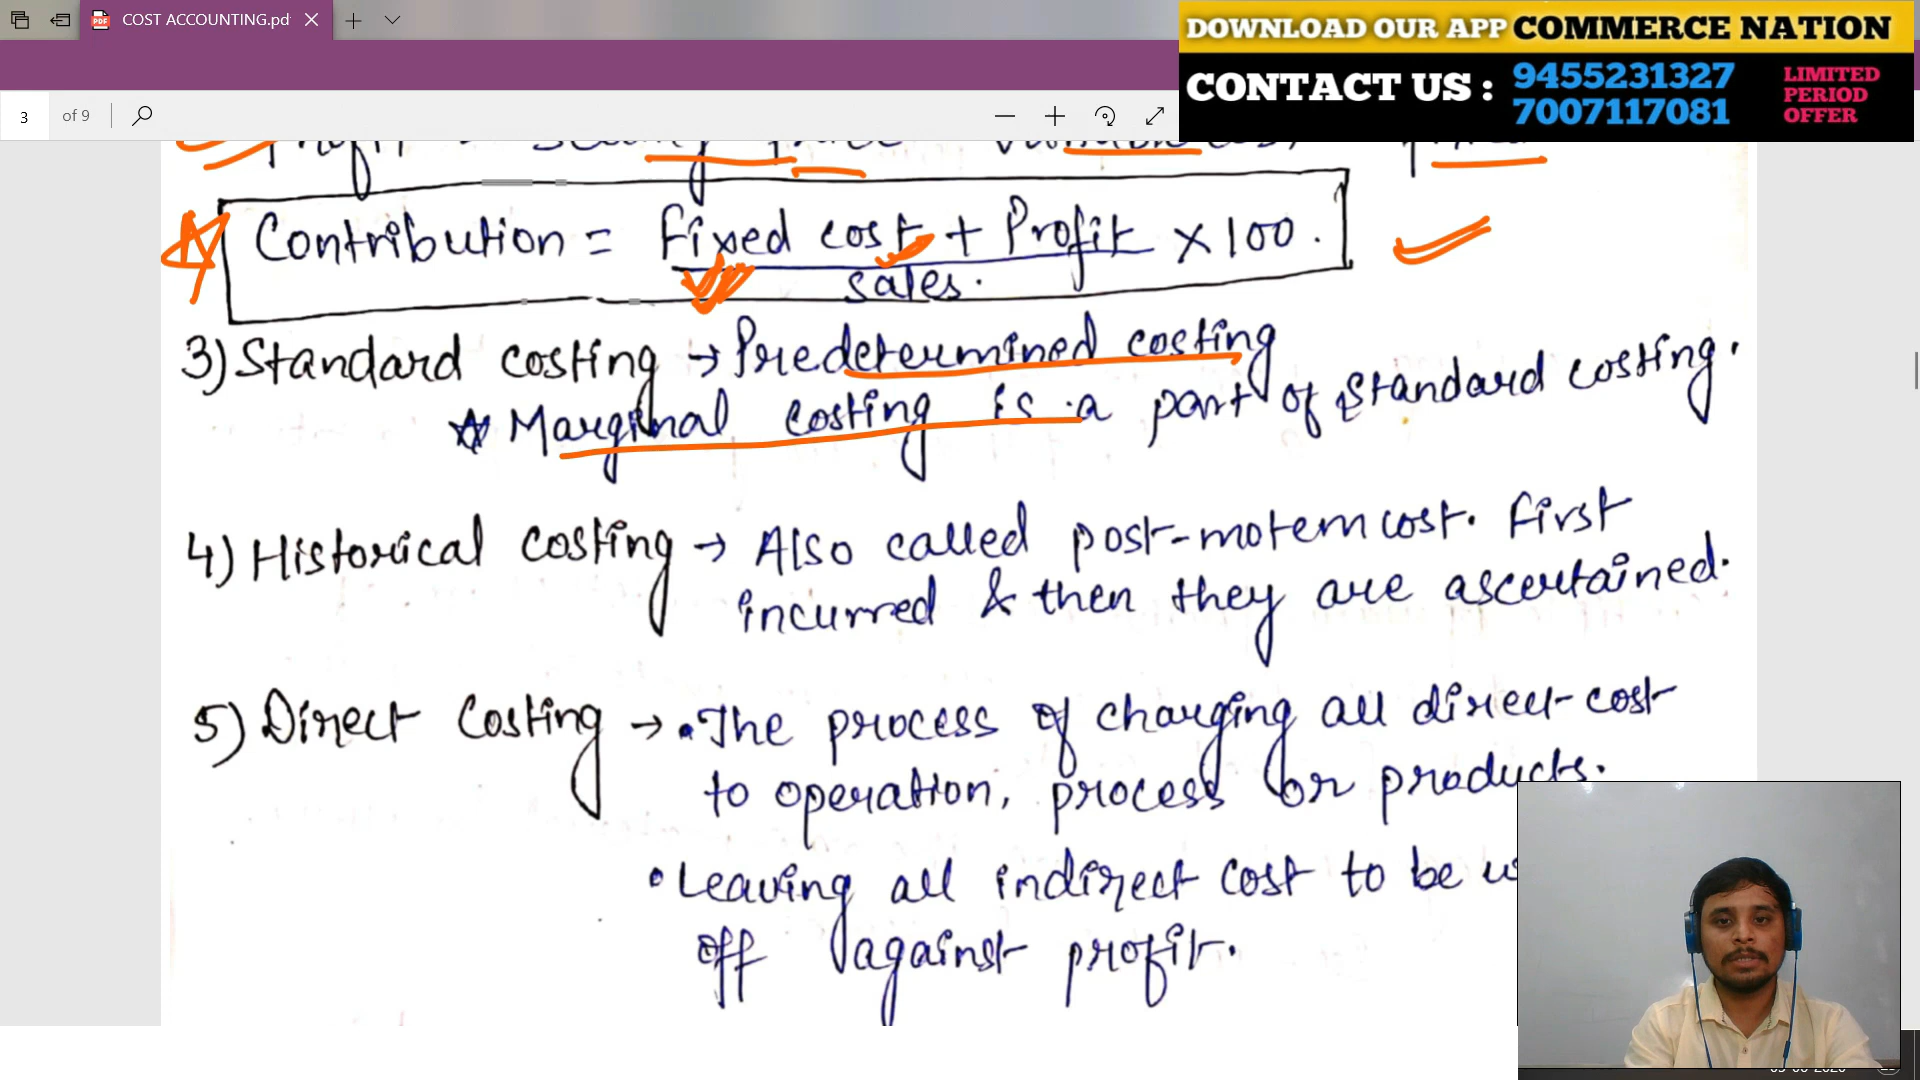 COST ACCOUNTING.pd
DOWNLOAD OUR APP COMMERCE NATION
CONTACT US : 9455231327
7007117081
LIMITED
PERIOD
OFFER
3 of 9
Contribution = Fixed cost + Profit × 100.
sales.
3) Standard costing → Predetermined costing
Marginal costing is a part of standard costing.
4) Historical costing → Also called post-motem cost. First
incurred & then they are ascertained.
5) Direct Costing → • The process of charging all direct cost
to operation, process or products.
• Leaving all indirect cost to be
off against profit.